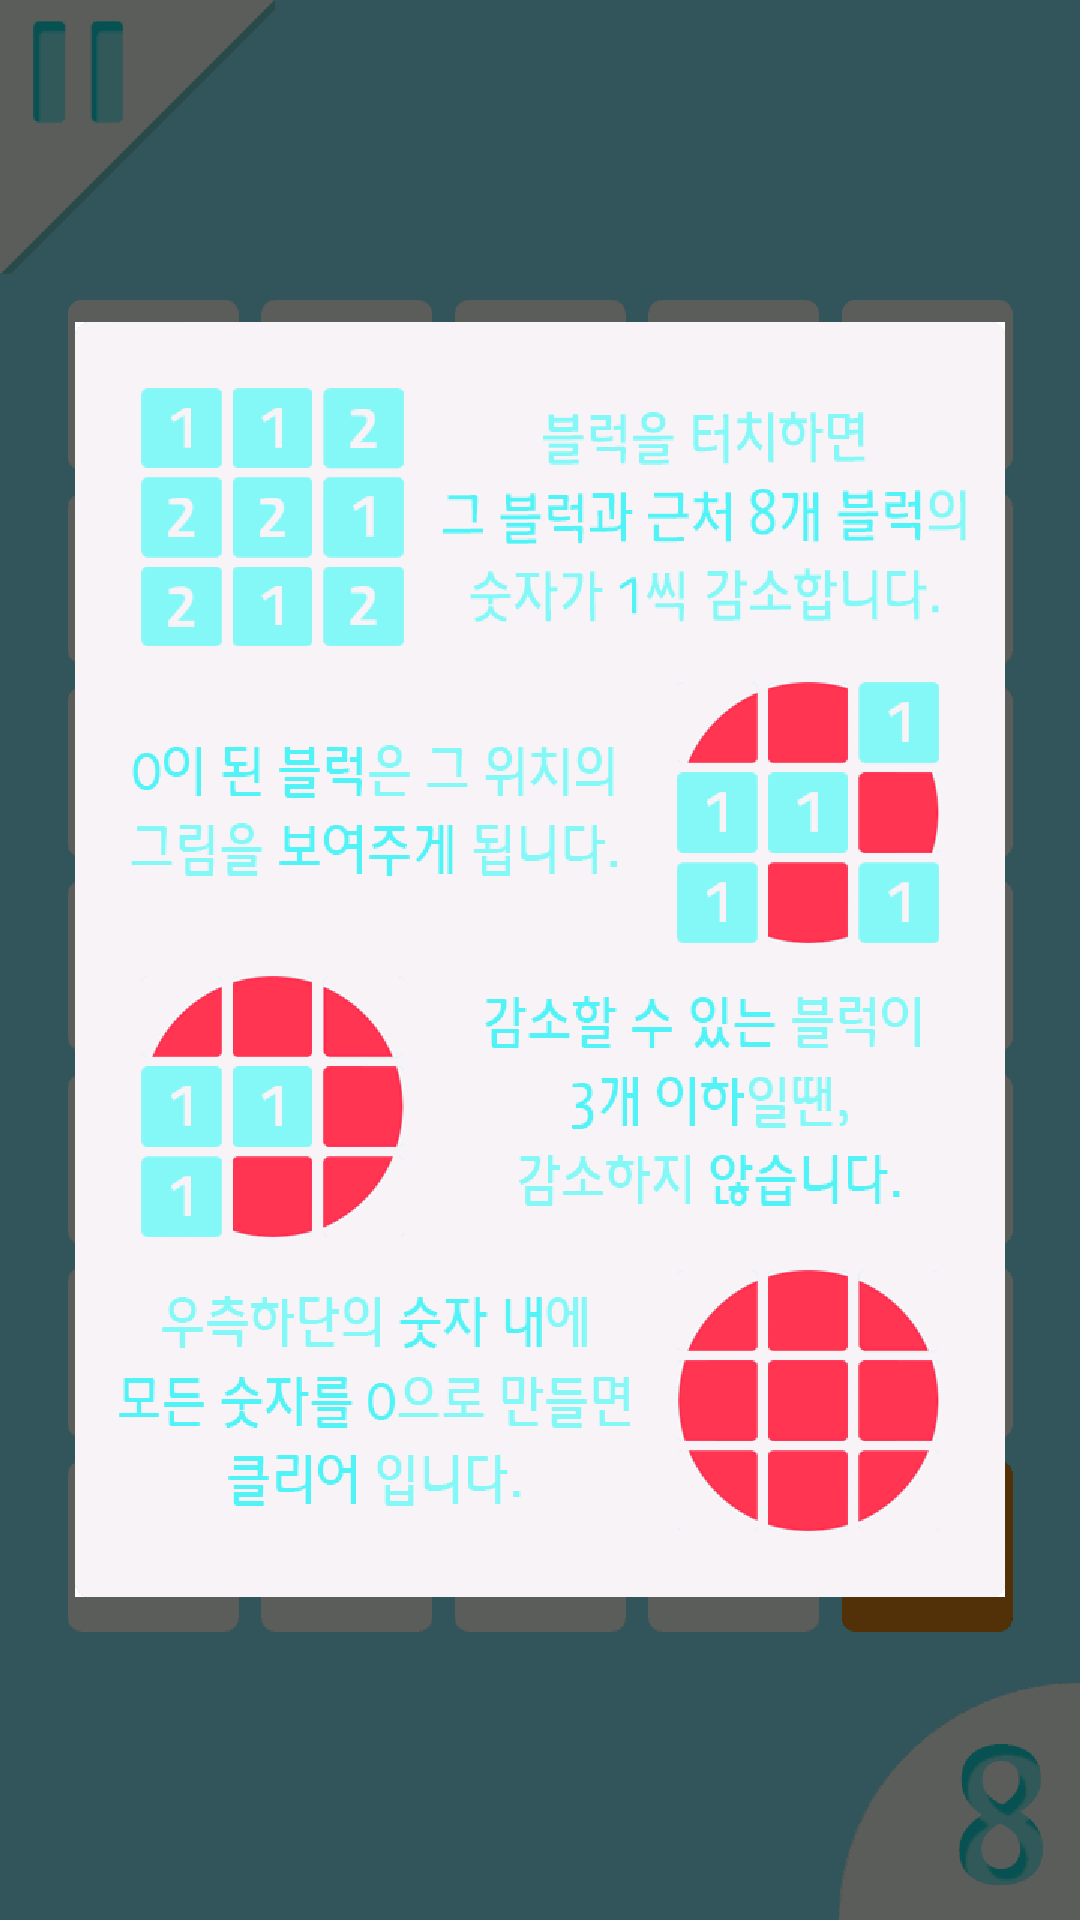 1 1 2
2 2 1
2 1 2
블럭을 터치하면
그 블럭과 근처 8개 블럭의
숫자가 1씩 감소합니다.
0이 된 블럭은 그 위치의
그림을 보여주게 됩니다.
1
1 1
1 1
1 1
1
감소할 수 있는 블럭이
3개 이하일땐,
감소하지 않습니다.
우측하단의 숫자 내에
모든 숫자를 0으로 만들면
클리어 입니다.
8